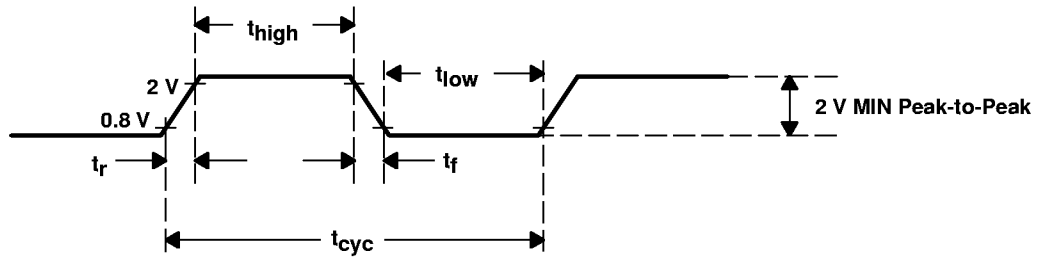 thigh
2 V
tlow
0.8 V
2 V MIN Peak-to-Peak
tr
tf
tcyc